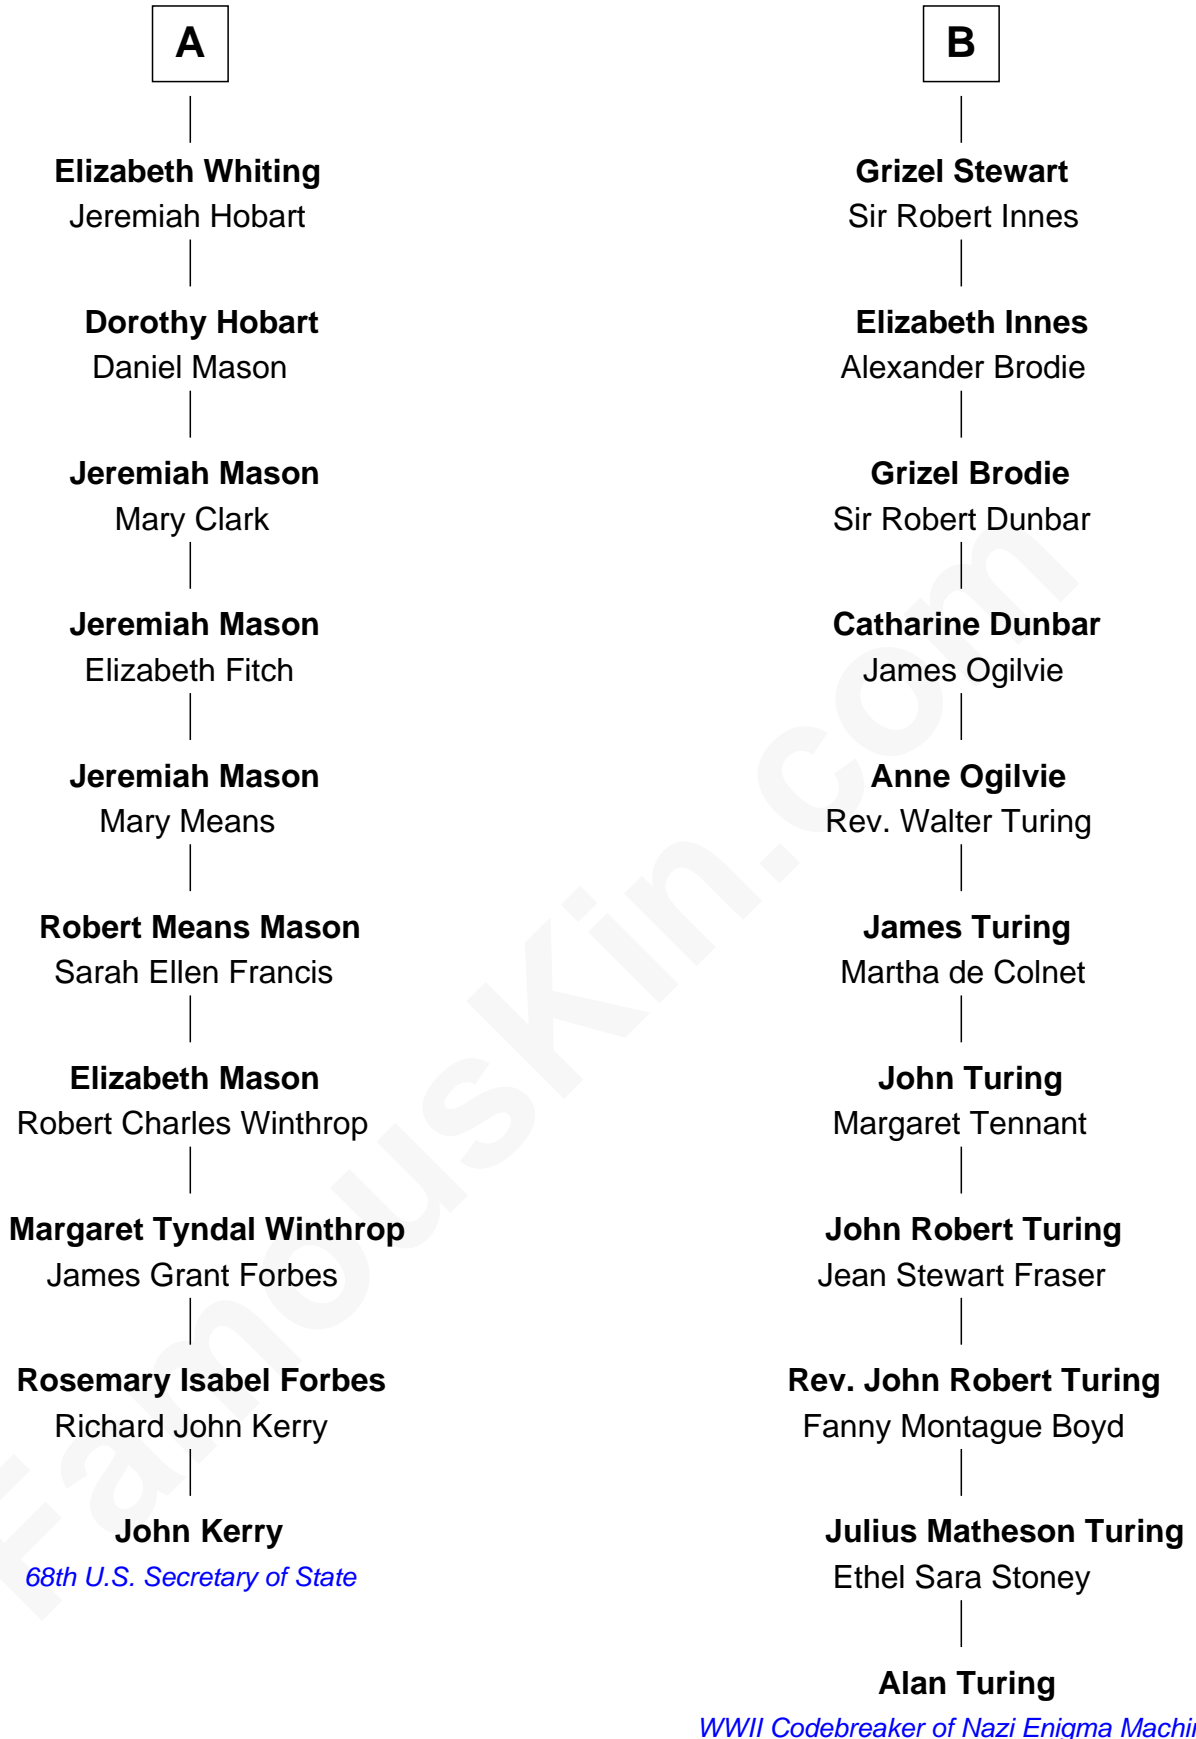 A
Elizabeth Whiting
Jeremiah Hobart
Dorothy Hobart
Daniel Mason
Jeremiah Mason
Mary Clark
Jeremiah Mason
Elizabeth Fitch
Jeremiah Mason
Mary Means
Robert Means Mason
Sarah Ellen Francis
Elizabeth Mason
Robert Charles Winthrop
Margaret Tyndal Winthrop
James Grant Forbes
Rosemary Isabel Forbes
Richard John Kerry
John Kerry
68th U.S. Secretary of State
B
Grizel Stewart
Sir Robert Innes
Elizabeth Innes
Alexander Brodie
Grizel Brodie
Sir Robert Dunbar
Catharine Dunbar
James Ogilvie
Anne Ogilvie
Rev. Walter Turing
James Turing
Martha de Colnet
John Turing
Margaret Tennant
John Robert Turing
Jean Stewart Fraser
Rev. John Robert Turing
Fanny Montague Boyd
Julius Matheson Turing
Ethel Sara Stoney
Alan Turing
WWII Codebreaker of Nazi Enigma
FamousKin.com